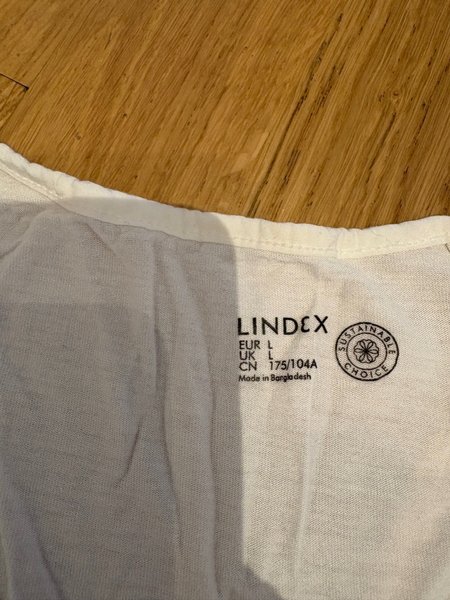 LINDEX
EUR L
UK L
CN 175/104A
Made in Bangladesh
SUSTAINABLE
CHOICE